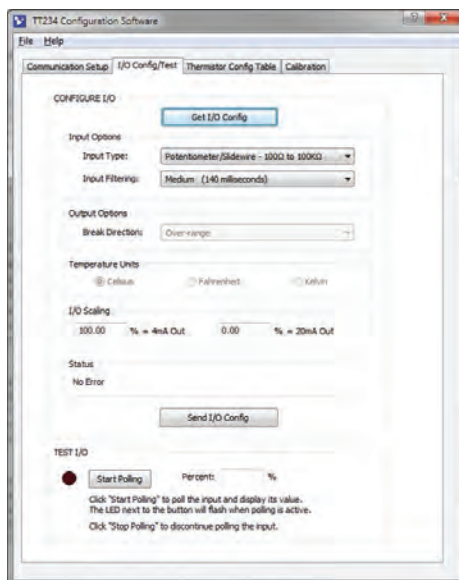 TT234 Configuration Software
File Help
Communication Setup I/O Config/Test Thermistor Config Table Calibration
CONFIGURE I/O
Get I/O Config
Input Options
Input Type: Potentometer/Slidewire - 100Ω to 100KΩ
Input Filtering: Medium (140 milliseconds)
Output Options
Break Direction: Over-range
Temperature Units
Celsius Fahrenheit Kelvin
I/O Scaling
100.00 % = 4mA Out 0.00 % = 20mA Out
Status
No Error
Send I/O Config
TEST I/O
Start Polling Percent: %
Click "Start Polling" to poll the input and display its value.
The LED next to the button will flash when polling is active.
Click "Stop Polling" to discontinue polling the input.